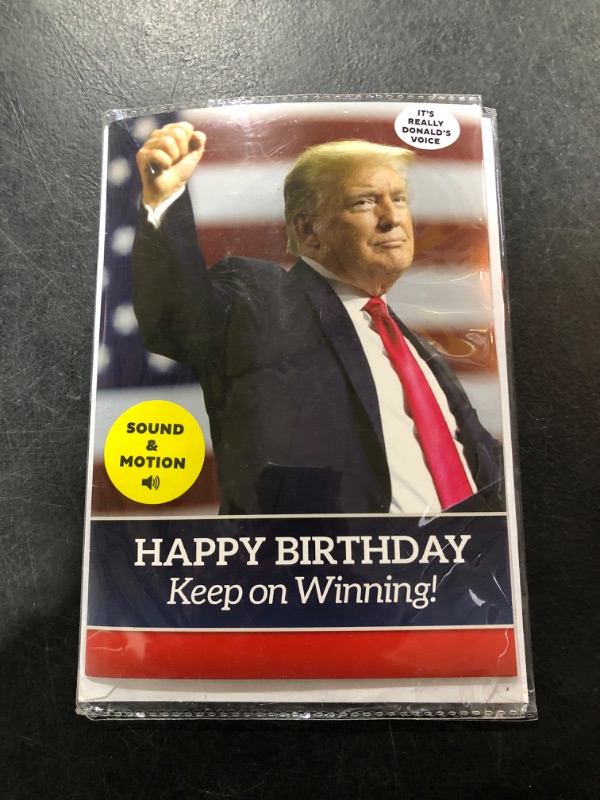 IT'S
REALLY
DONALD'S
VOICE
SOUND
&
MOTION
HAPPY BIRTHDAY
Keep on Winning!